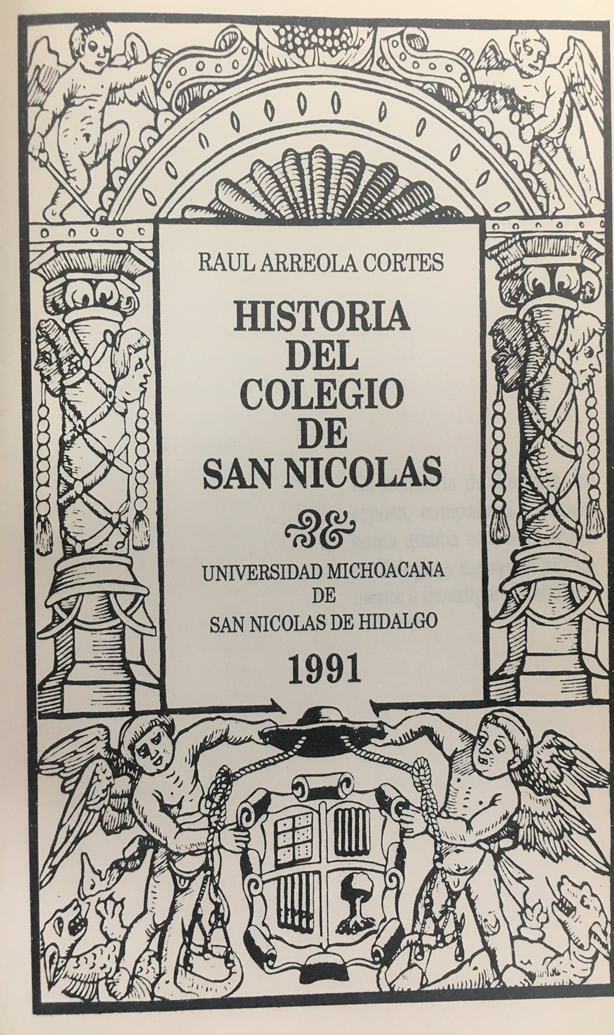 RAUL ARREOLA CORTES
HISTORIA
DEL
COLEGIO
DE
SAN NICOLAS
UNIVERSIDAD MICHOACANA
DE
SAN NICOLAS DE HIDALGO
1991